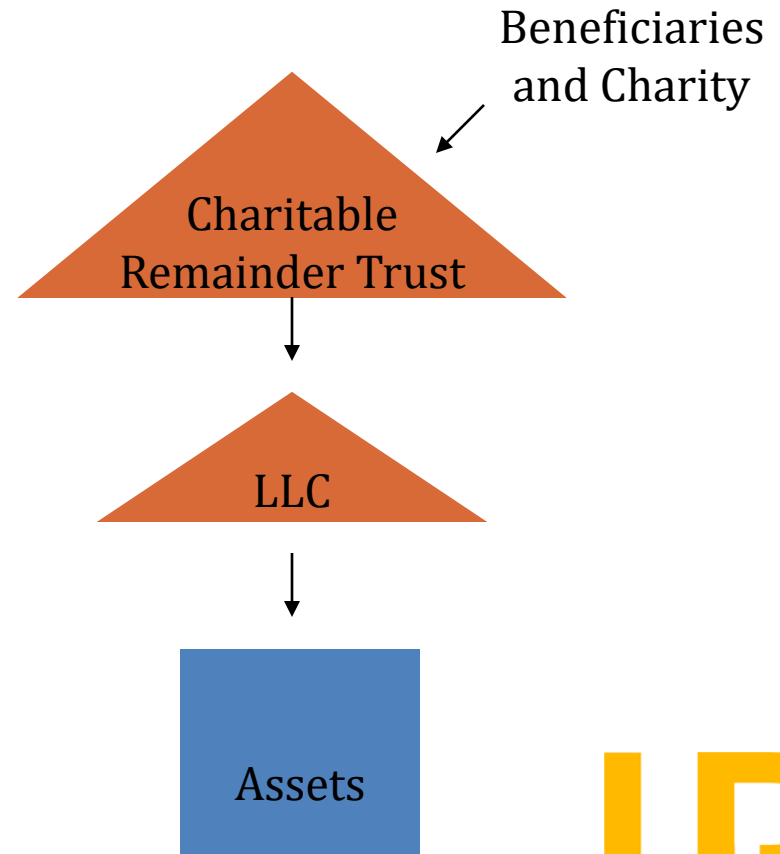 Beneficiaries
and Charity
Charitable
Remainder Trust
LLC
Assets